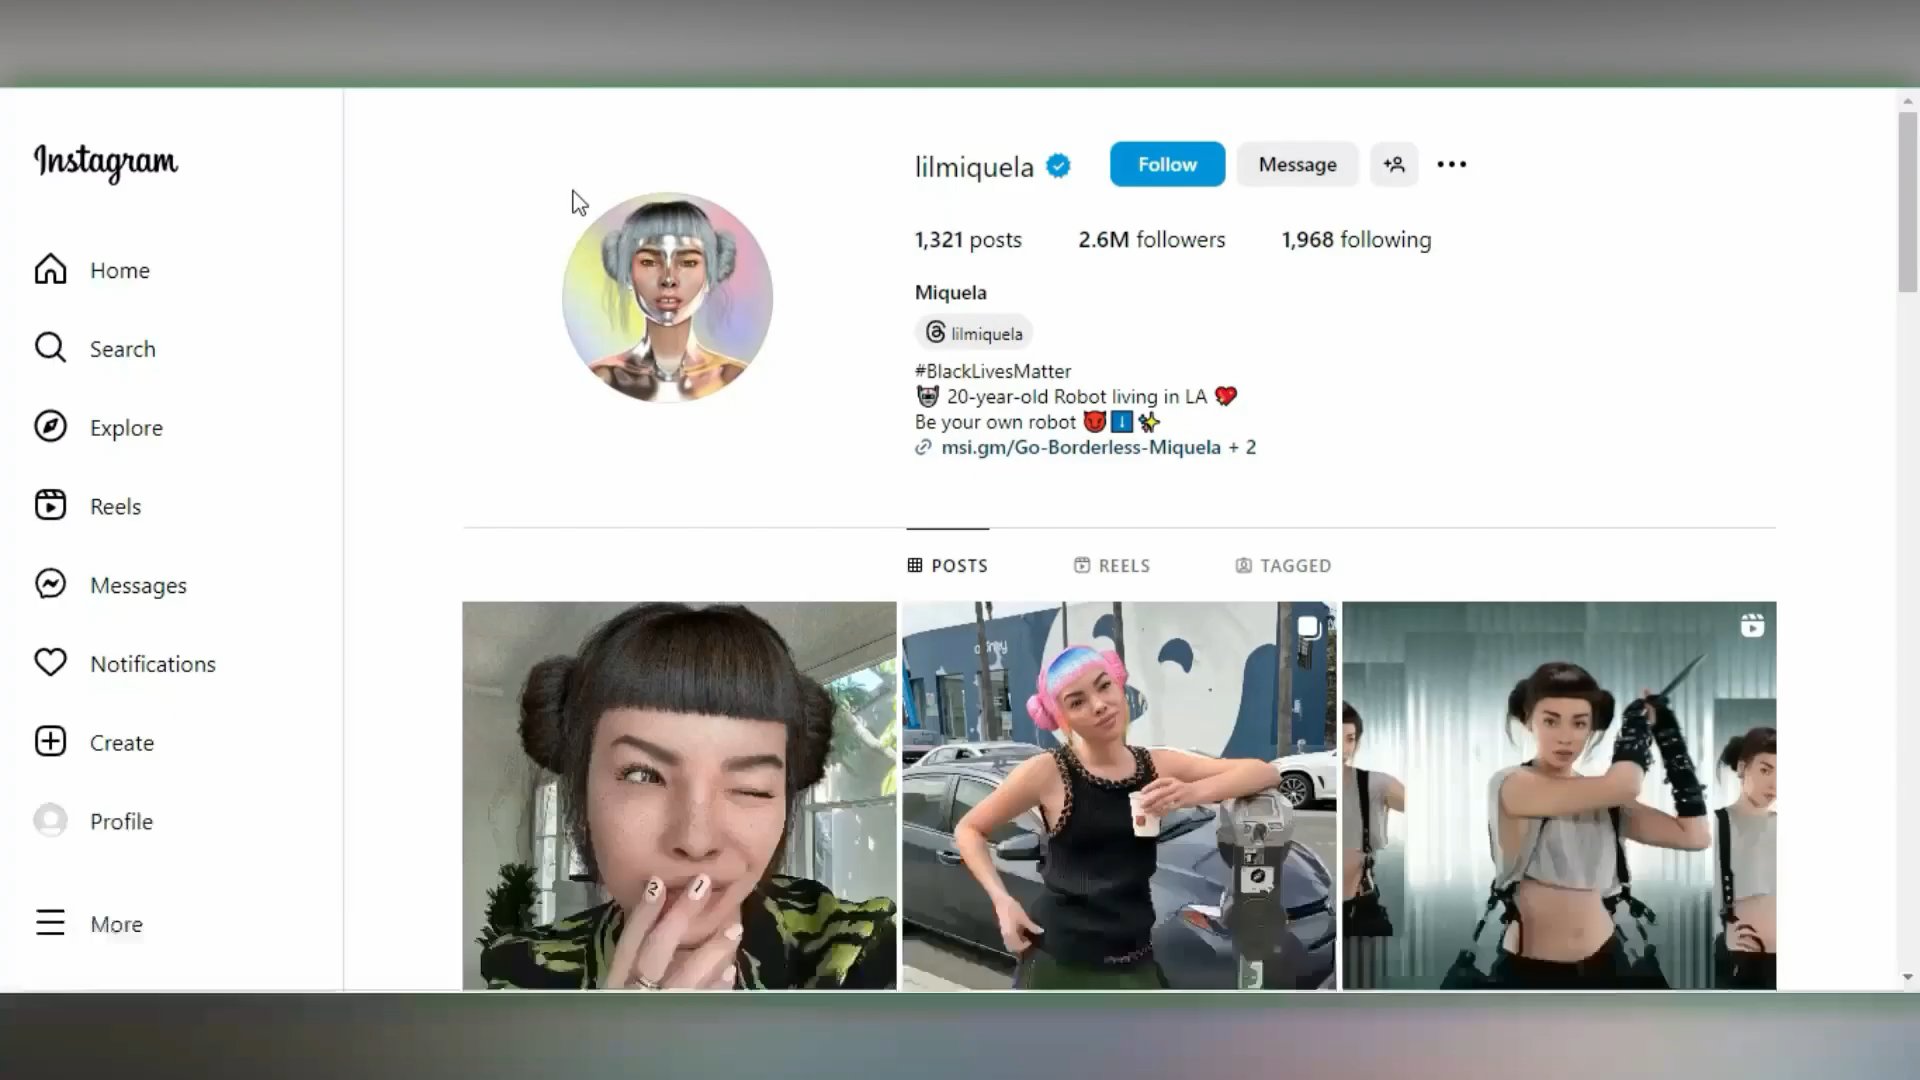 Instagram
Home
Search
Explore
Reels
Messages
Notifications
Create
Profile
More
lilmiquela
Follow
Message
1,321 posts
2.6M followers
1,968 following
Miquela
lilmiquela
#BlackLivesMatter
🤖 20-year-old Robot living in LA 💖
Be your own robot 😈⬇️✨
msi.gm/Go-Borderless-Miquela + 2
POSTS
REELS
TAGGED
2 1